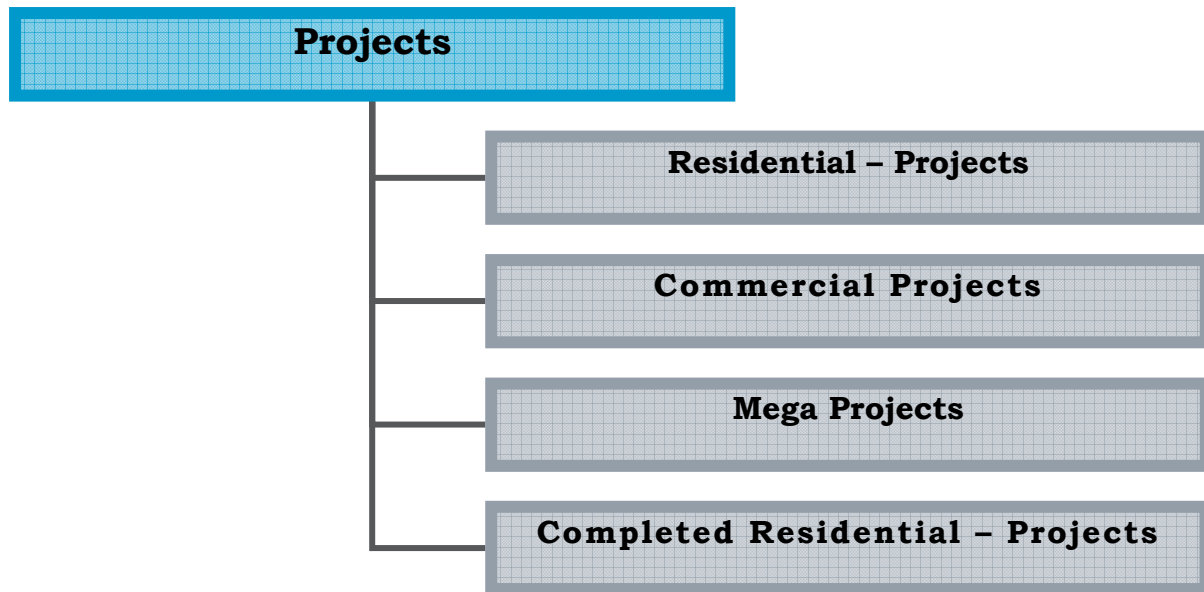 Projects
Residential – Projects
Commercial Projects
Mega Projects
Completed Residential – Projects